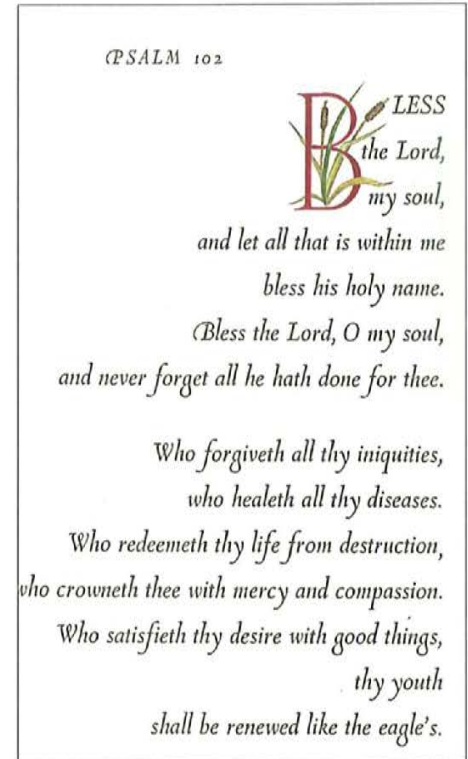 PSALM 102
BLESS
the Lord,
my soul,
and let all that is within me
bless his holy name.
Bless the Lord, O my soul,
and never forget all he hath done for thee.
Who forgiveth all thy iniquities,
who healeth all thy diseases.
Who redeemeth thy life from destruction,
who crowneth thee with mercy and compassion.
Who satisfieth thy desire with good things,
thy youth
shall be renewed like the eagle's.